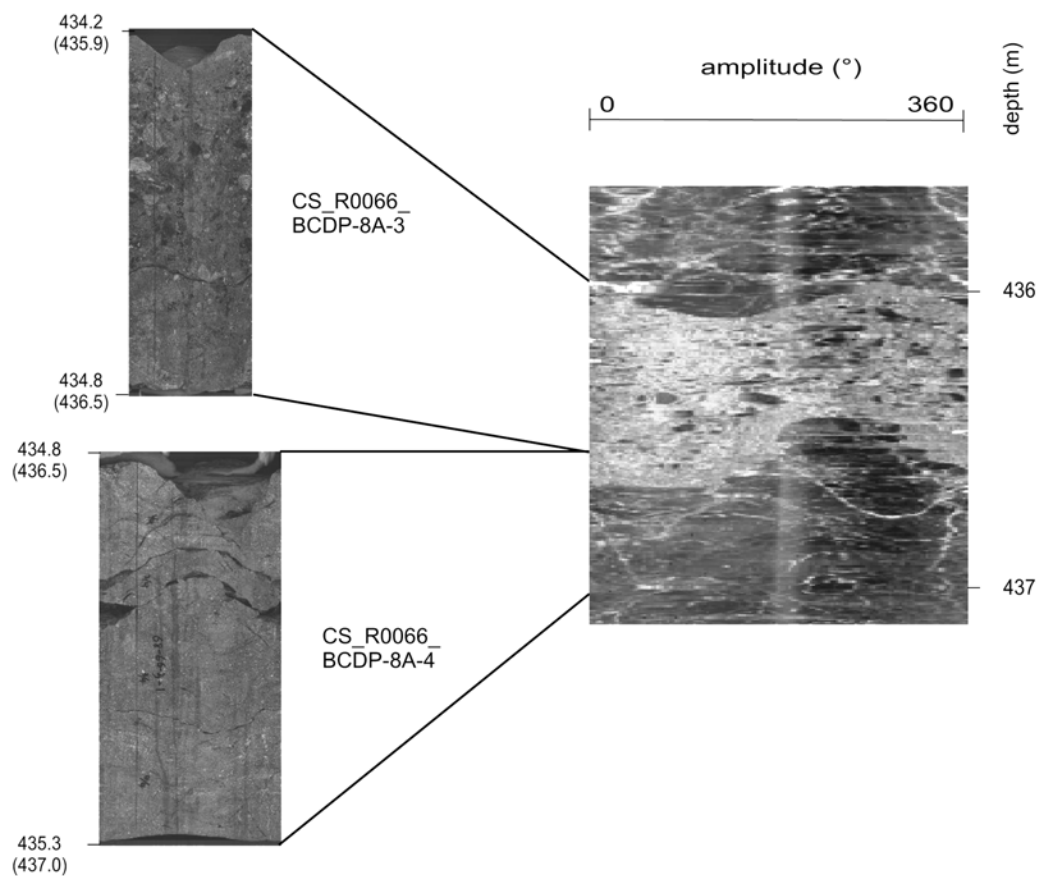 434.2
(435.9)
CS_R0066_
BCDP-8A-3
434.8
(436.5)
434.8
(436.5)
CS_R0066_
BCDP-8A-4
435.3
(437.0)
amplitude (°)
0 360
depth (m)
436
437